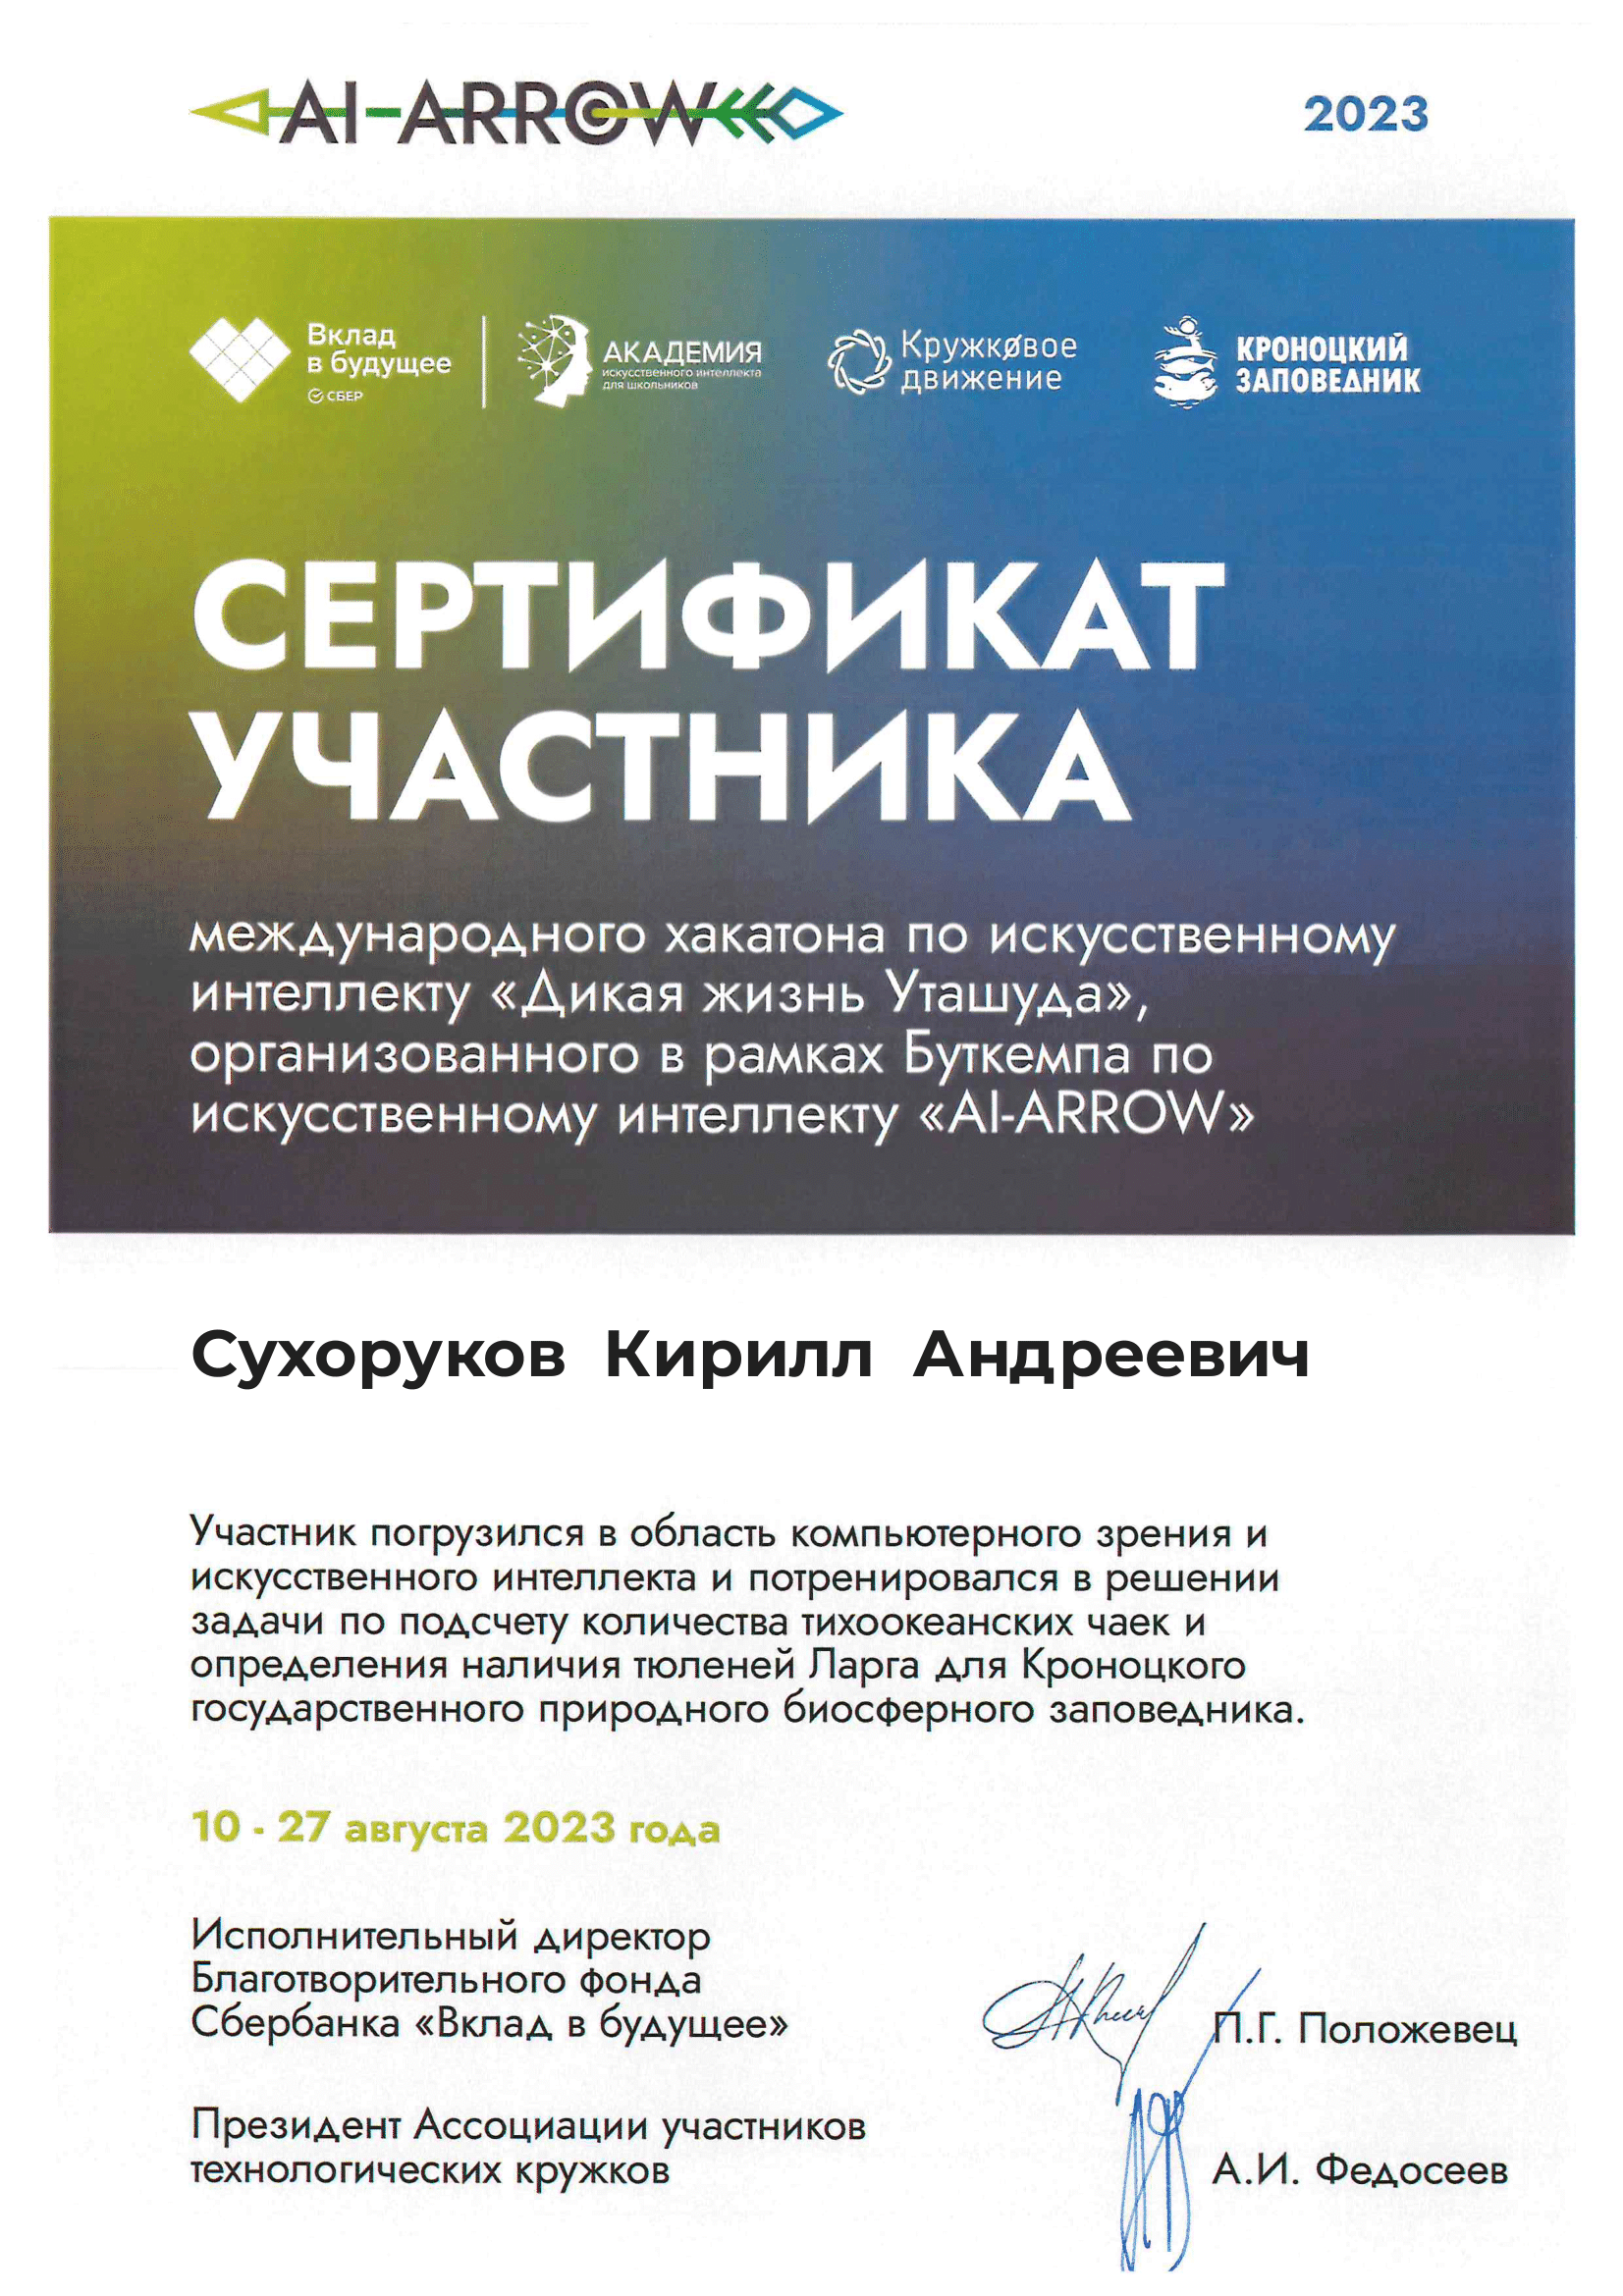 AI-ARROW
2023
Вклад
в будущее
СБЕР
АКАДЕМИЯ
искусственного интеллекта
для школьников
Кружковое
движение
КРОНОЦКИЙ
ЗАПОВЕДНИК
СЕРТИФИКАТ
УЧАСТНИКА
международного хакатона по искусственному
интеллекту «Дикая жизнь Уташуда»,
организованного в рамках Буткемпа по
искусственному интеллекту «AI-ARROW»
Сухоруков Кирилл Андреевич
Участник погрузился в область компьютерного зрения и
искусственного интеллекта и потренировался в решении
задачи по подсчету количества тихоокеанских чаек и
определения наличия тюленей Ларга для Кроноцкого
государственного природного биосферного заповедника.
10 - 27 августа 2023 года
Исполнительный директор
Благотворительного фонда
Сбербанка «Вклад в будущее»
П.Г. Положевец
Президент Ассоциации участников
технологических кружков
А.И. Федосеев